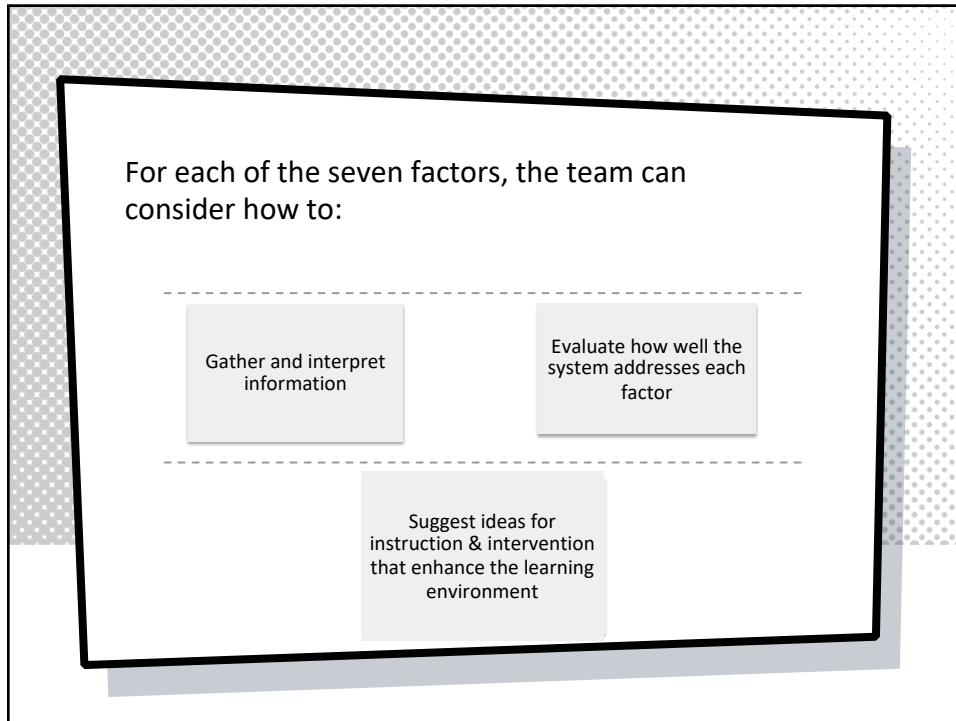 For each of the seven factors, the team can
consider how to:
Gather and interpret
information
Evaluate how well the
system addresses each
factor
Suggest ideas for
instruction & intervention
that enhance the learning
environment